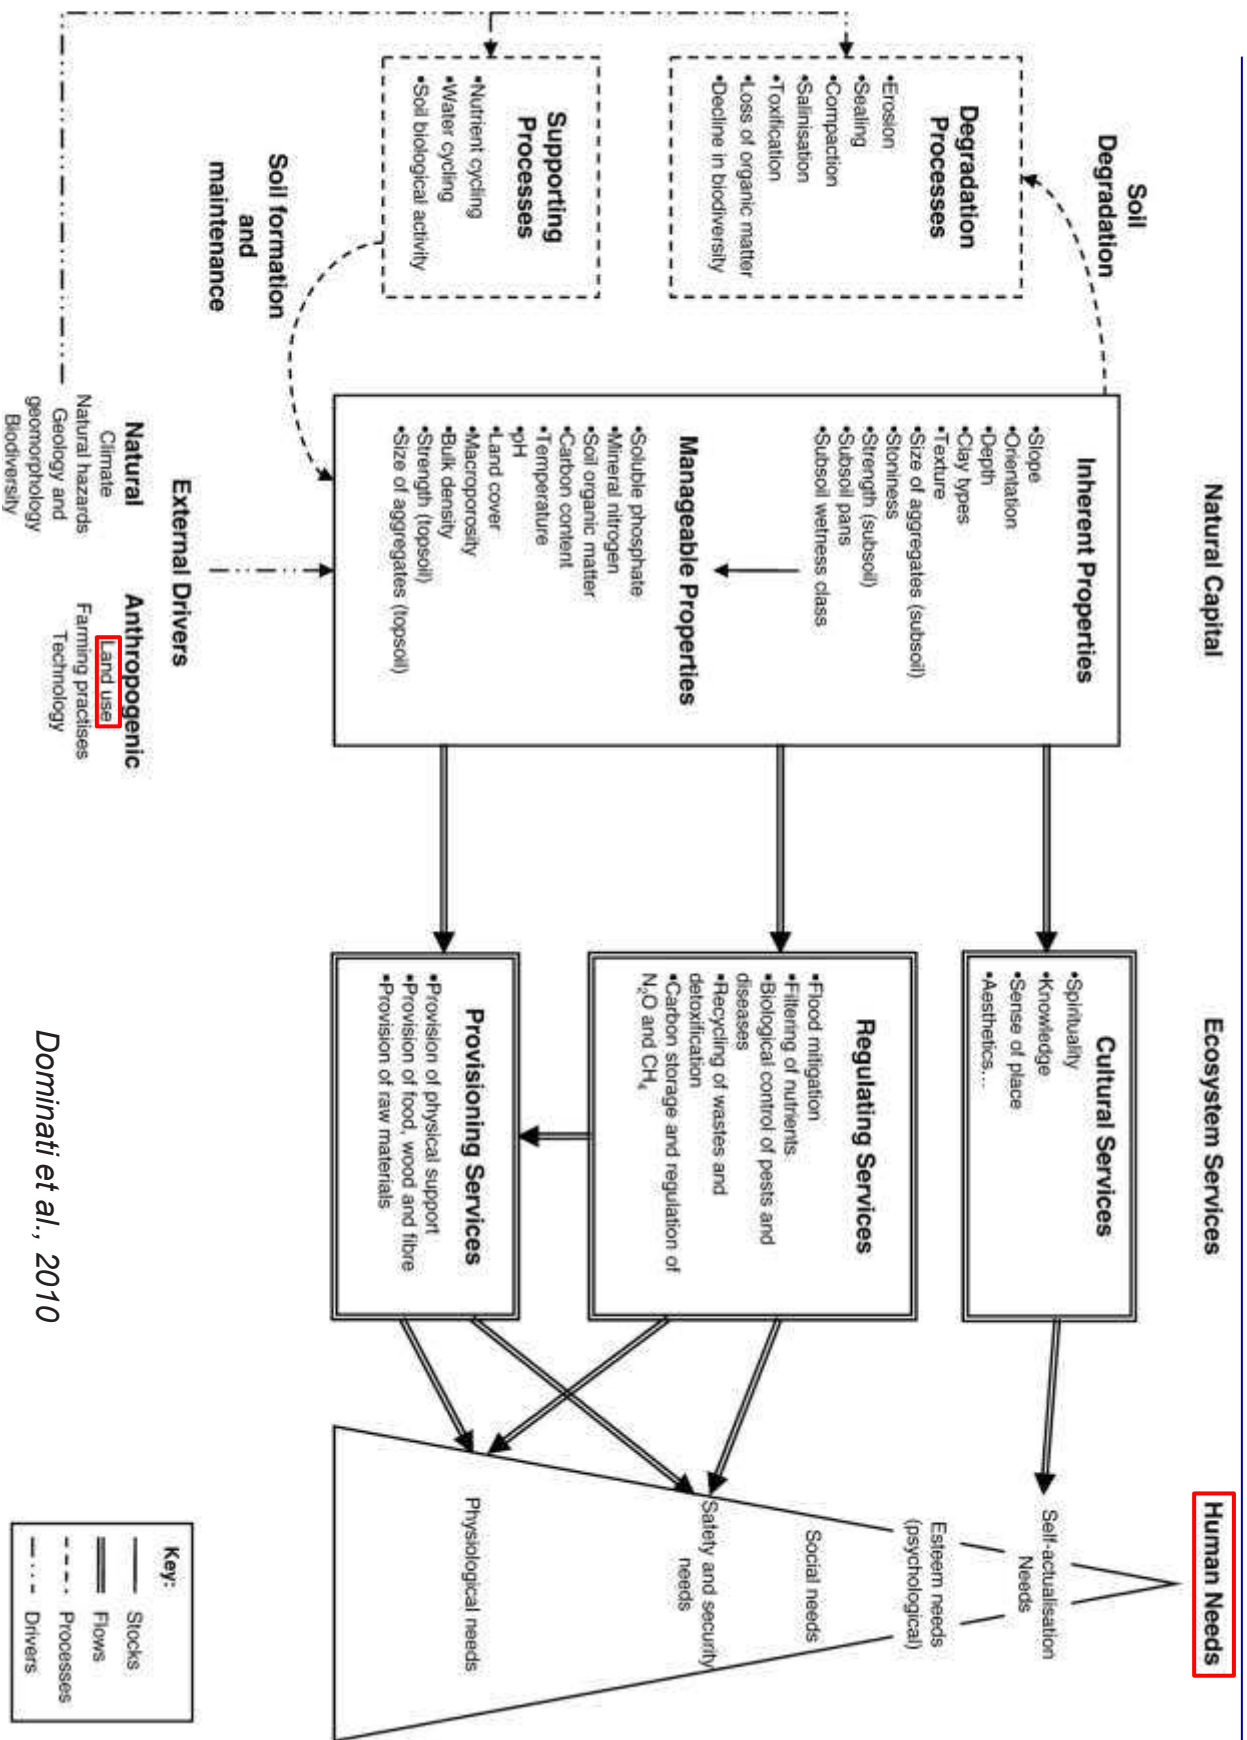 Natural Capital
Ecosystem Services
Human Needs
Soil
Degradation
Degradation
Processes
▪Erosion
▪Sealing
▪Compaction
▪Salinisation
▪Toxification
▪Loss of organic matter
▪Decline in biodiversity
Supporting
Processes
▪Nutrient cycling
▪Water cycling
▪Soil biological activity
Soil formation
and
maintenance
Inherent Properties
▪Slope
▪Orientation
▪Depth
▪Clay types
▪Texture
▪Size of aggregates (subsoil)
▪Stoniness
▪Strength (subsoil)
▪Subsoil pans
▪Subsoil wetness class
Manageable Properties
▪Soluble phosphate
▪Mineral nitrogen
▪Soil organic matter
▪Carbon content
▪Temperature
▪pH
▪Land cover
▪Macroporosity
▪Bulk density
▪Strength (topsoil)
▪Size of aggregates (topsoil)
Cultural Services
▪Spirituality
▪Knowledge
▪Sense of place
▪Aesthetics…
Regulating Services
▪Flood mitigation
▪Filtering of nutrients
▪Biological control of pests and
diseases
▪Recycling of wastes and
detoxification
▪Carbon storage and regulation of
N₂O and CH₄
Provisioning Services
▪Provision of physical support
▪Provision of food, wood and fibre
▪Provision of raw materials
Self-actualisation
Needs
Esteem needs
(psychological)
Social needs
Safety and security
needs
Physiological needs
External Drivers
Natural
Climate
Natural hazards
Geology and
geomorphology
Biodiversity
Anthropogenic
Land use
Farming practises
Technology
Dominati et al., 2010
Key:
Stocks
Flows
Processes
Drivers